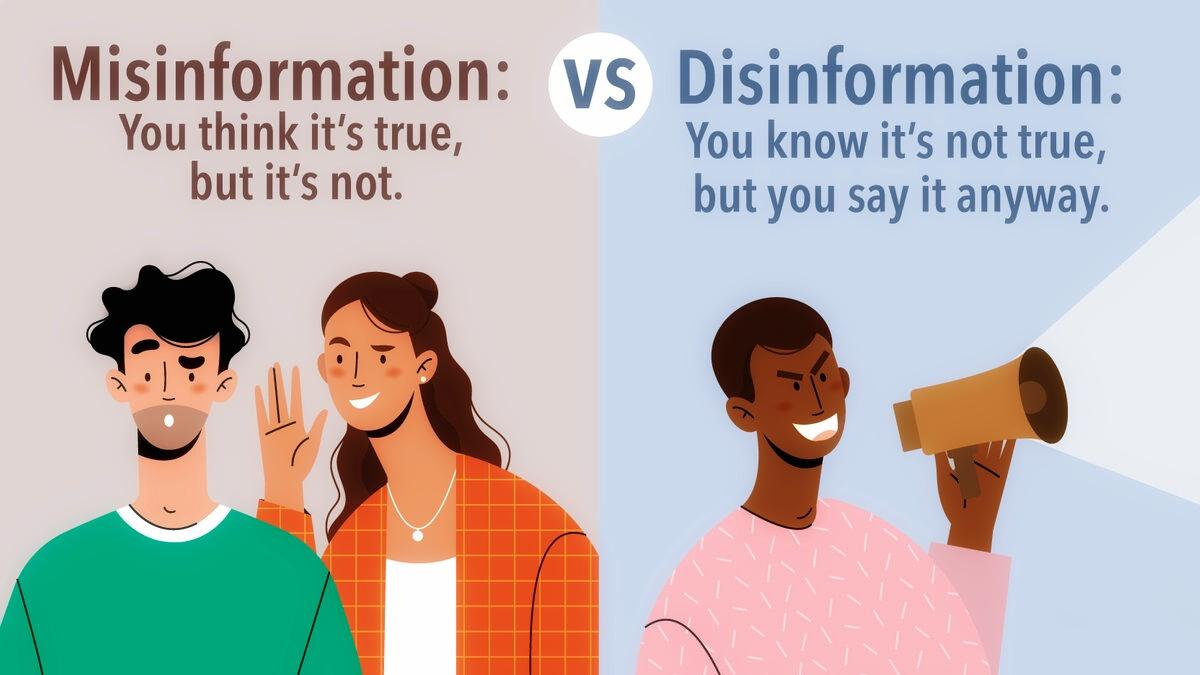 Misinformation:
You think it‘s true,
but it‘s not.
VS
Disinformation:
You know it’s not true,
but you say it anyway.